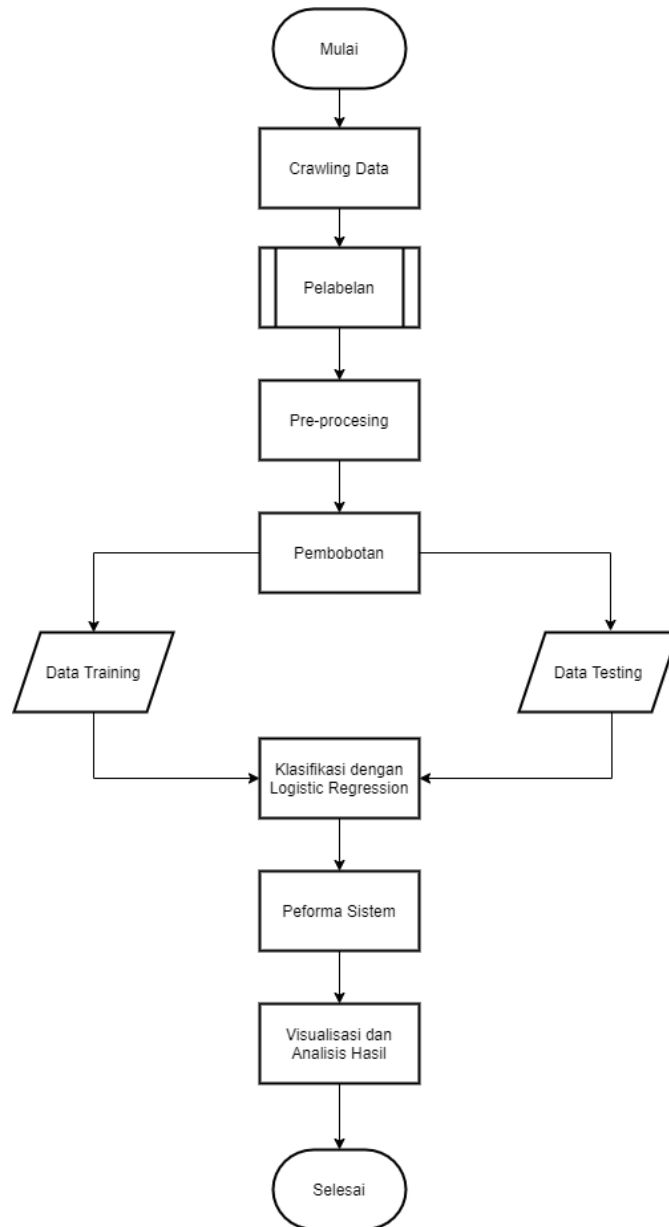 Mulai
Crawling Data
Pelabelan
Pre-procesing
Pembobotan
Data Training
Data Testing
Klasifikasi dengan
Logistic Regression
Peforma Sistem
Visualisasi dan
Analisis Hasil
Selesai